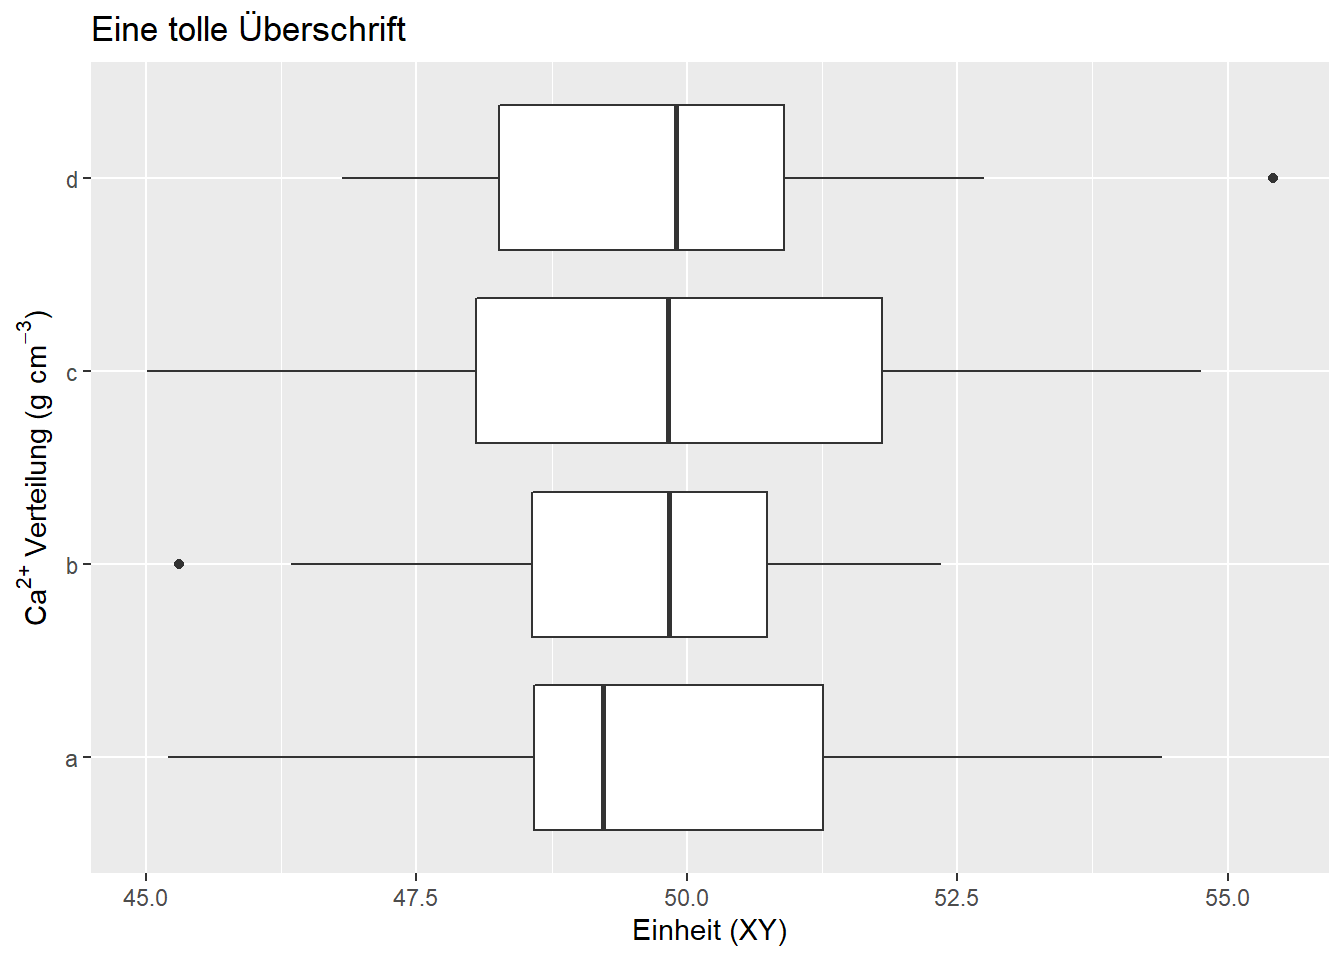 Eine tolle Überschrift
Ca²⁺ Verteilung (g cm⁻³)
d
c
b
a
45.0 47.5 50.0 52.5 55.0
Einheit (XY)